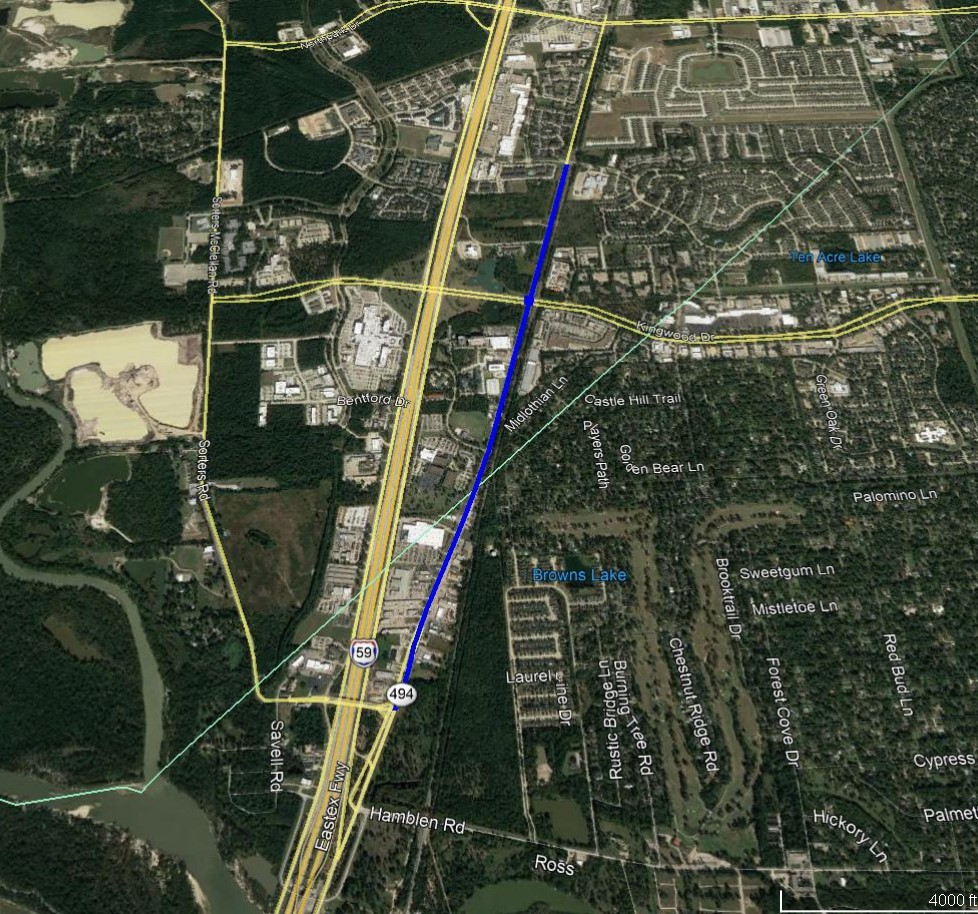 Northpark Dr
Sorters McClellan Rd
Ten Acre Lake
Kingwood Dr
Midlothian Ln
Castle Hill Trail
Green Oak Dr
Bentford Dr
Players Path
Golden Bear Ln
Sorters Rd
Palomino Ln
Browns Lake
Sweetgum Ln
Brooktrail Dr
Mistletoe Ln
59
494
Laurel
Pine Dr
Rustic Bridge Ln
Burning Tree Rd
Chestnut Ridge Rd
Forest Cove Dr
Red Bud Ln
Savell Rd
Cypress
Eastex Fwy
Hamblen Rd
Hickory Ln
Palmet
Ross
4000 ft